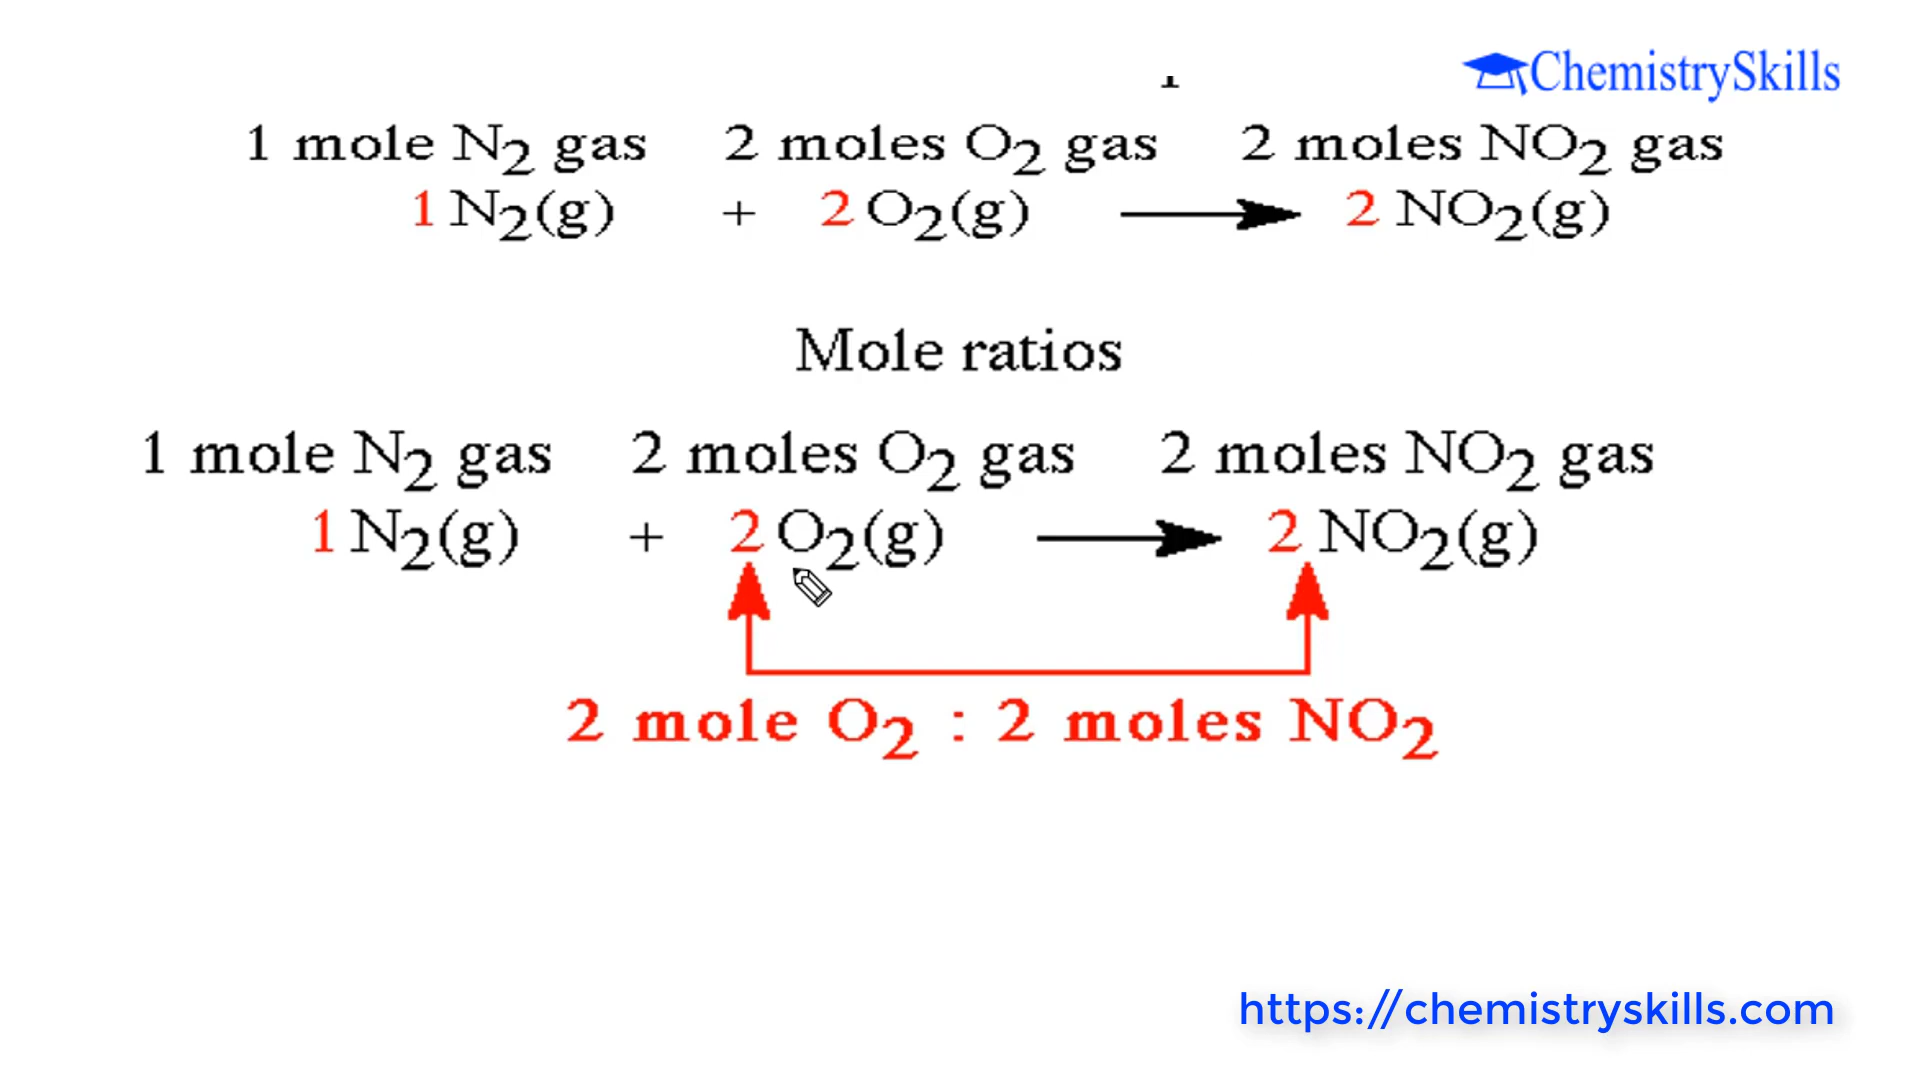 ChemistrySkills
1 mole N₂ gas 2 moles O₂ gas 2 moles NO₂ gas
1 N₂(g) + 2 O₂(g) → 2 NO₂(g)
Mole ratios
1 mole N₂ gas 2 moles O₂ gas 2 moles NO₂ gas
1 N₂(g) + 2 O₂(g) → 2 NO₂(g)
2 mole O₂ : 2 moles NO₂
https://chemistryskills.com